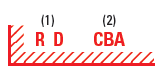 (1) (2)
R D CBA